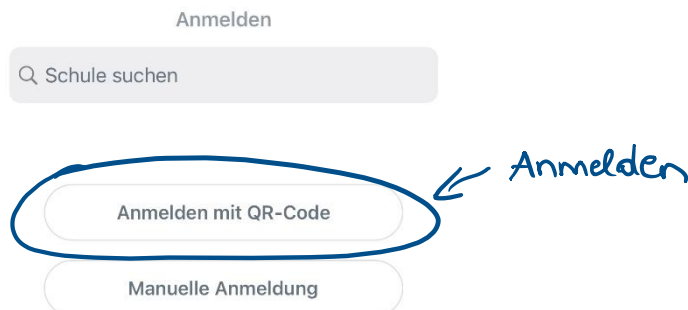 Anmelden
Schule suchen
Anmelden
Anmelden mit QR-Code
Manuelle Anmeldung